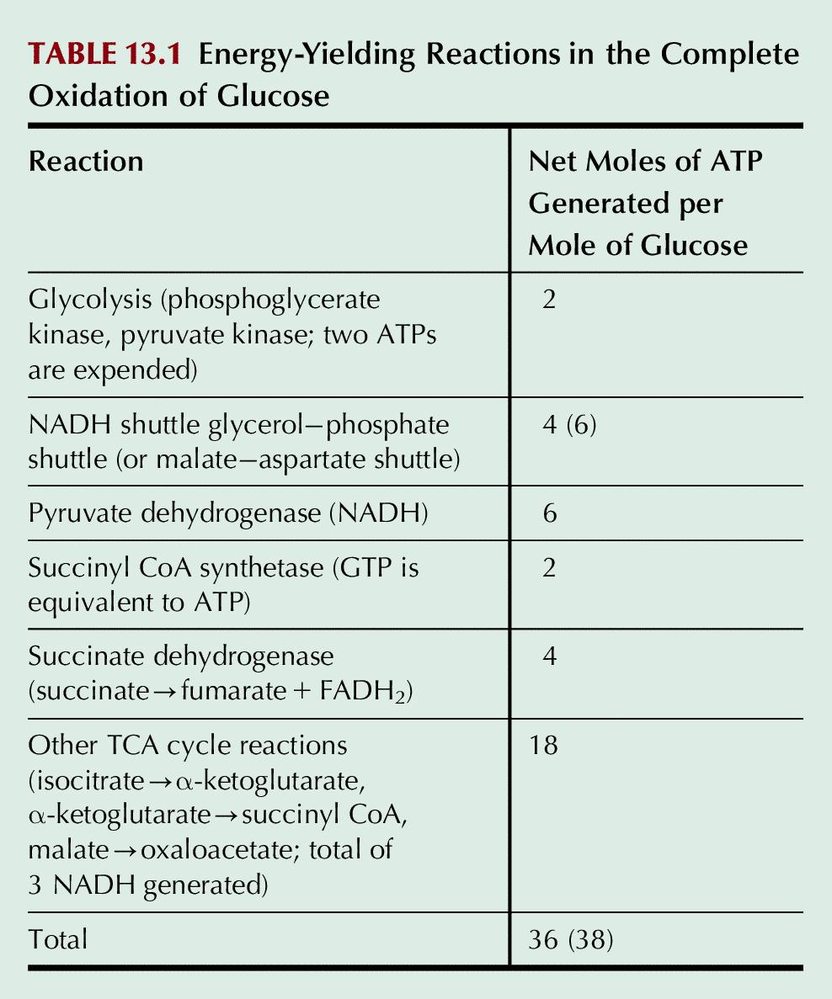 TABLE 13.1 Energy-Yielding Reactions in the Complete
Oxidation of Glucose
Reaction
Net Moles of ATP
Generated per
Mole of Glucose
Glycolysis (phosphoglycerate
kinase, pyruvate kinase; two ATPs
are expended)
2
NADH shuttle glycerol–phosphate
shuttle (or malate–aspartate shuttle)
4 (6)
Pyruvate dehydrogenase (NADH)
6
Succinyl CoA synthetase (GTP is
equivalent to ATP)
2
Succinate dehydrogenase
(succinate→fumarate + FADH₂)
4
Other TCA cycle reactions
(isocitrate→α-ketoglutarate,
α-ketoglutarate→succinyl CoA,
malate→oxaloacetate; total of
3 NADH generated)
18
Total
36 (38)